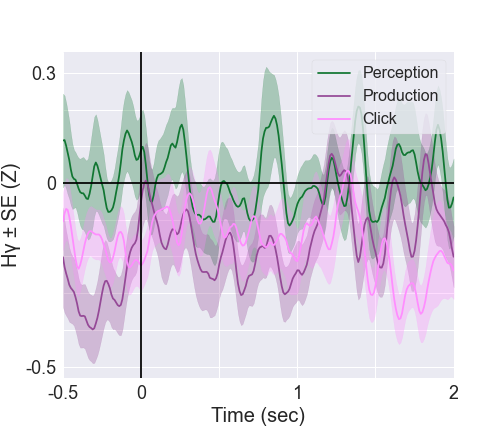 Perception
Production
Click
0.3
0
-0.5
Hγ ± SE (Z)
-0.5
0
1
2
Time (sec)